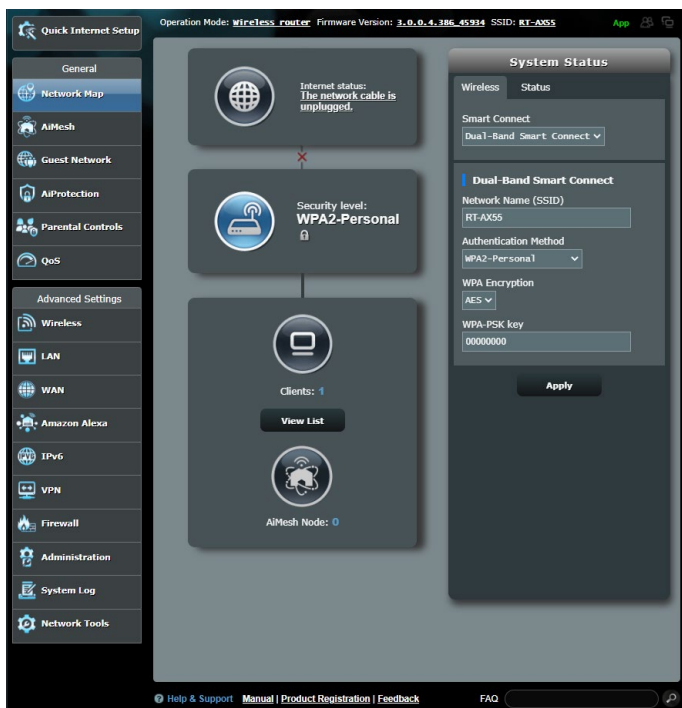 Quick Internet Setup
Operation Mode: Wireless router Firmware Version: 3.0.0.4.386_45934 SSID: RT-AX55
App
General
Network Map
AiMesh
Guest Network
AiProtection
Parental Controls
QoS
Advanced Settings
Wireless
LAN
WAN
Amazon Alexa
IPv6
VPN
Firewall
Administration
System Log
Network Tools
Internet status:
The network cable is
unplugged.
Security level:
WPA2-Personal
Clients: 1
View List
AiMesh Node: 0
System Status
Wireless Status
Smart Connect
Dual-Band Smart Connect
Dual-Band Smart Connect
Network Name (SSID)
RT-AX55
Authentication Method
WPA2-Personal
WPA Encryption
AES
WPA-PSK key
00000000
Apply
Help & Support Manual | Product Registration | Feedback FAQ